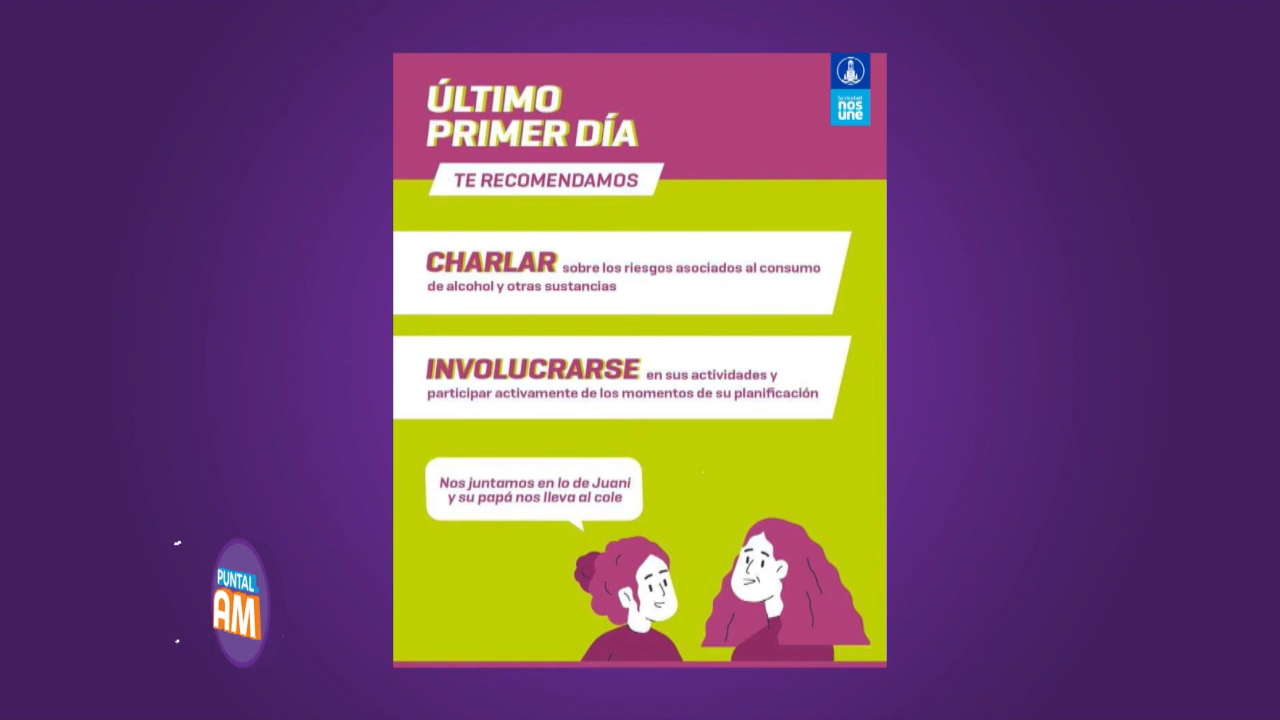 ÚLTIMO
PRIMER DÍA
la ciudad
nos
une
TE RECOMENDAMOS
CHARLAR sobre los riesgos asociados al consumo
de alcohol y otras sustancias
INVOLUCRARSE en sus actividades y
participar activamente de los momentos de su planificación
Nos juntamos en lo de Juani
y su papá nos lleva al cole
PUNTAL
AM